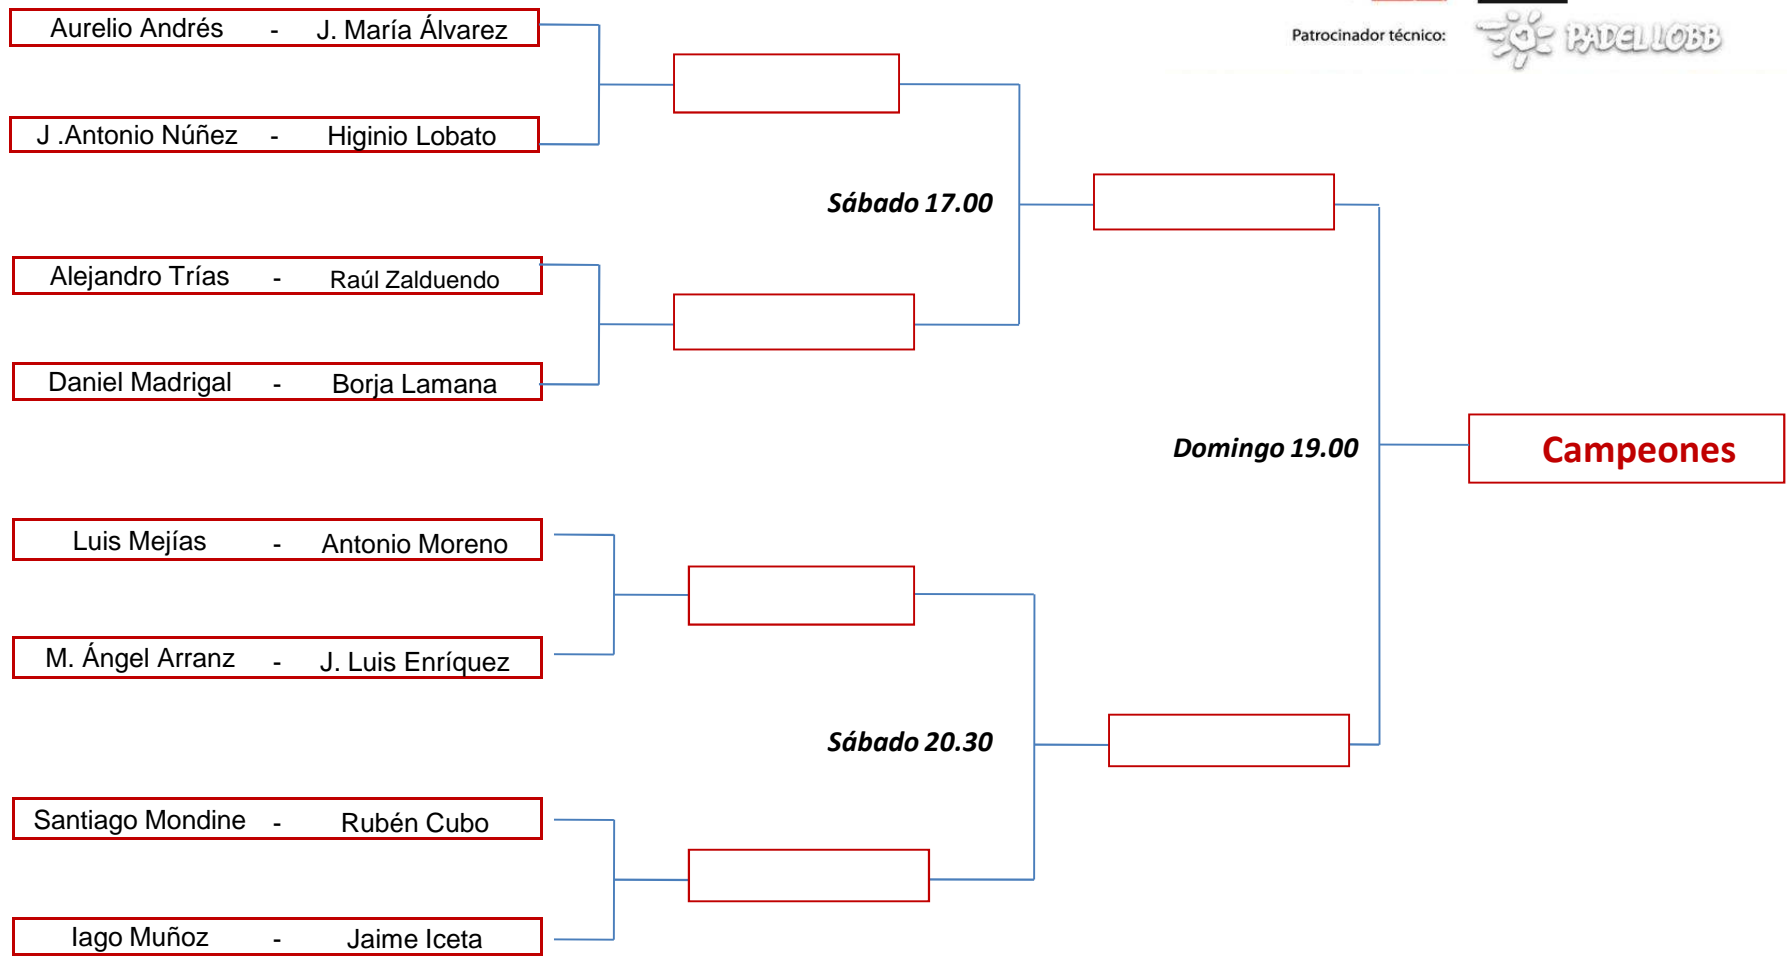 Aurelio Andrés - J. María Álvarez
Patrocinador técnico: PADEL LOBB
J .Antonio Núñez - Higinio Lobato
Sábado 17.00
Alejandro Trías - Raúl Zalduendo
Daniel Madrigal - Borja Lamana
Domingo 19.00
Campeones
Luis Mejías - Antonio Moreno
M. Ángel Arranz - J. Luis Enríquez
Sábado 20.30
Santiago Mondine - Rubén Cubo
Iago Muñoz - Jaime Iceta